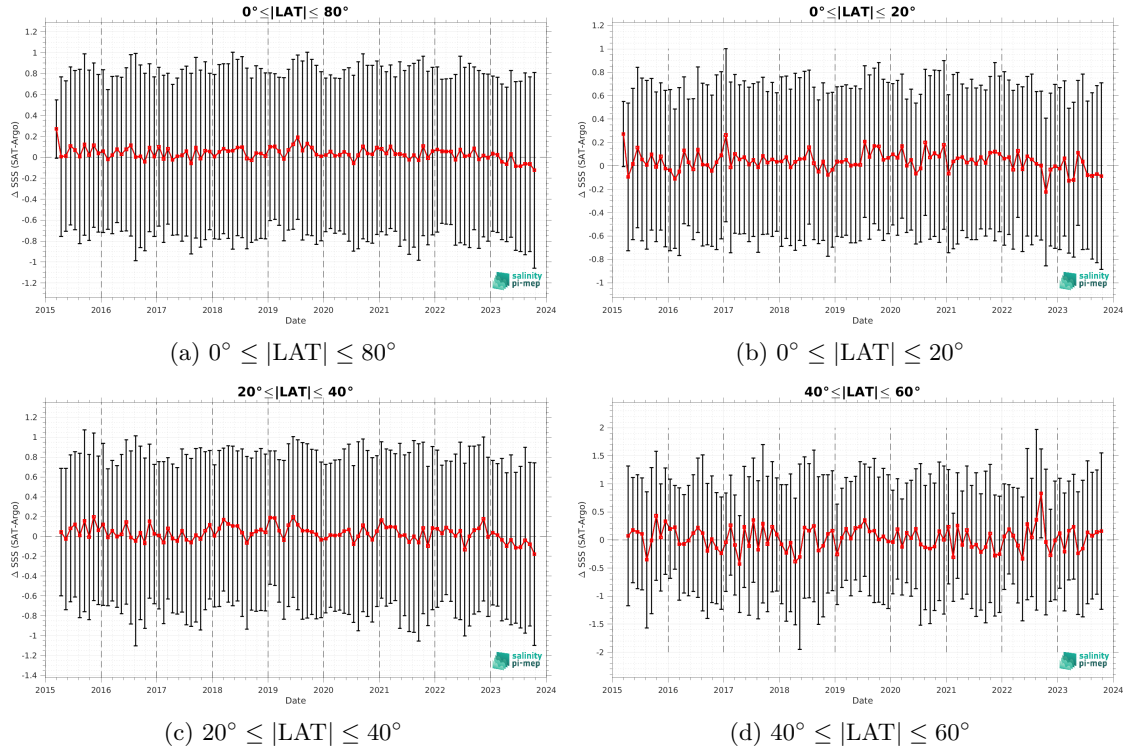 0°≤|LAT|≤ 80°
1.2
1
0.8
0.6
0.4
0.2
0
-0.2
-0.4
-0.6
-0.8
-1
-1.2
Δ SSS (SAT-Argo)
2015 2016 2017 2018 2019 2020 2021 2022 2023 2024
Date
salinity
pi-mep
(a) 0° ≤ |LAT| ≤ 80°
0°≤|LAT|≤ 20°
1.2
1
0.8
0.6
0.4
0.2
0
-0.2
-0.4
-0.6
-0.8
-1
Δ SSS (SAT-Argo)
2015 2016 2017 2018 2019 2020 2021 2022 2023 2024
Date
salinity
pi-mep
(b) 0° ≤ |LAT| ≤ 20°
20°≤|LAT|≤ 40°
1.2
1
0.8
0.6
0.4
0.2
0
-0.2
-0.4
-0.6
-0.8
-1
-1.2
-1.4
Δ SSS (SAT-Argo)
2015 2016 2017 2018 2019 2020 2021 2022 2023 2024
Date
salinity
pi-mep
(c) 20° ≤ |LAT| ≤ 40°
40°≤|LAT|≤ 60°
2
1.5
1
0.5
0
-0.5
-1
-1.5
-2
Δ SSS (SAT-Argo)
2015 2016 2017 2018 2019 2020 2021 2022 2023 2024
Date
salinity
pi-mep
(d) 40° ≤ |LAT| ≤ 60°